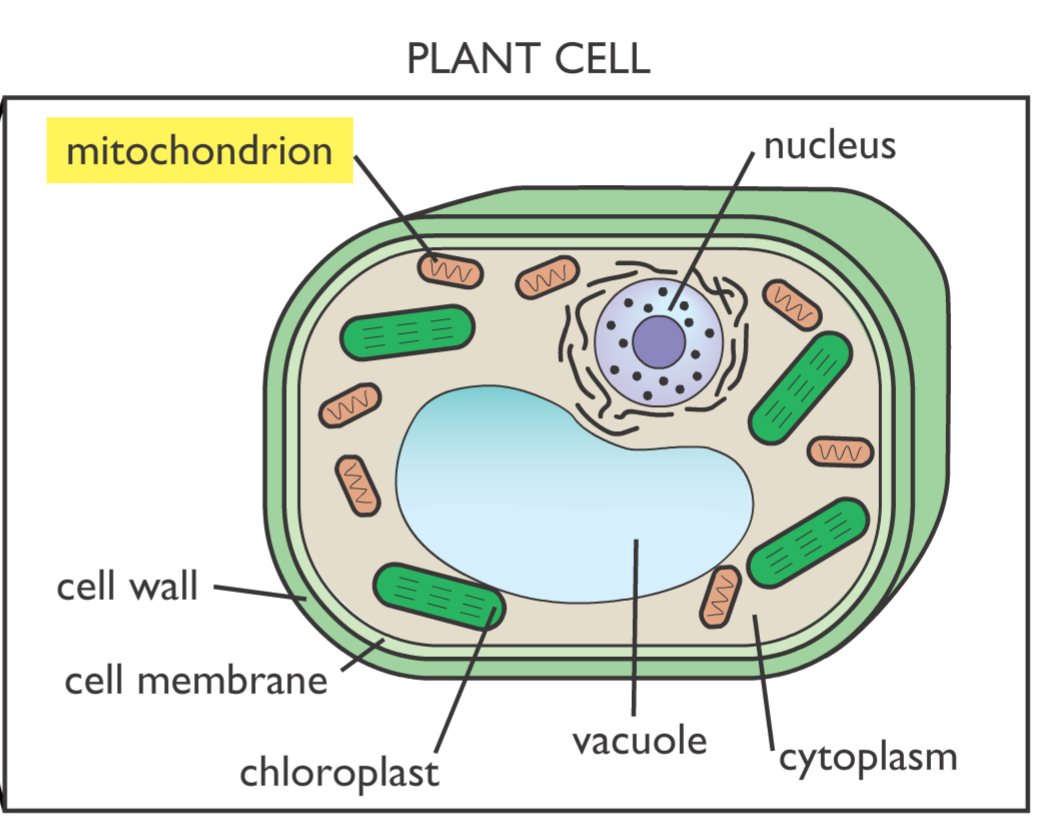 PLANT CELL
mitochondrion
nucleus
cell wall
cell membrane
chloroplast
vacuole
cytoplasm